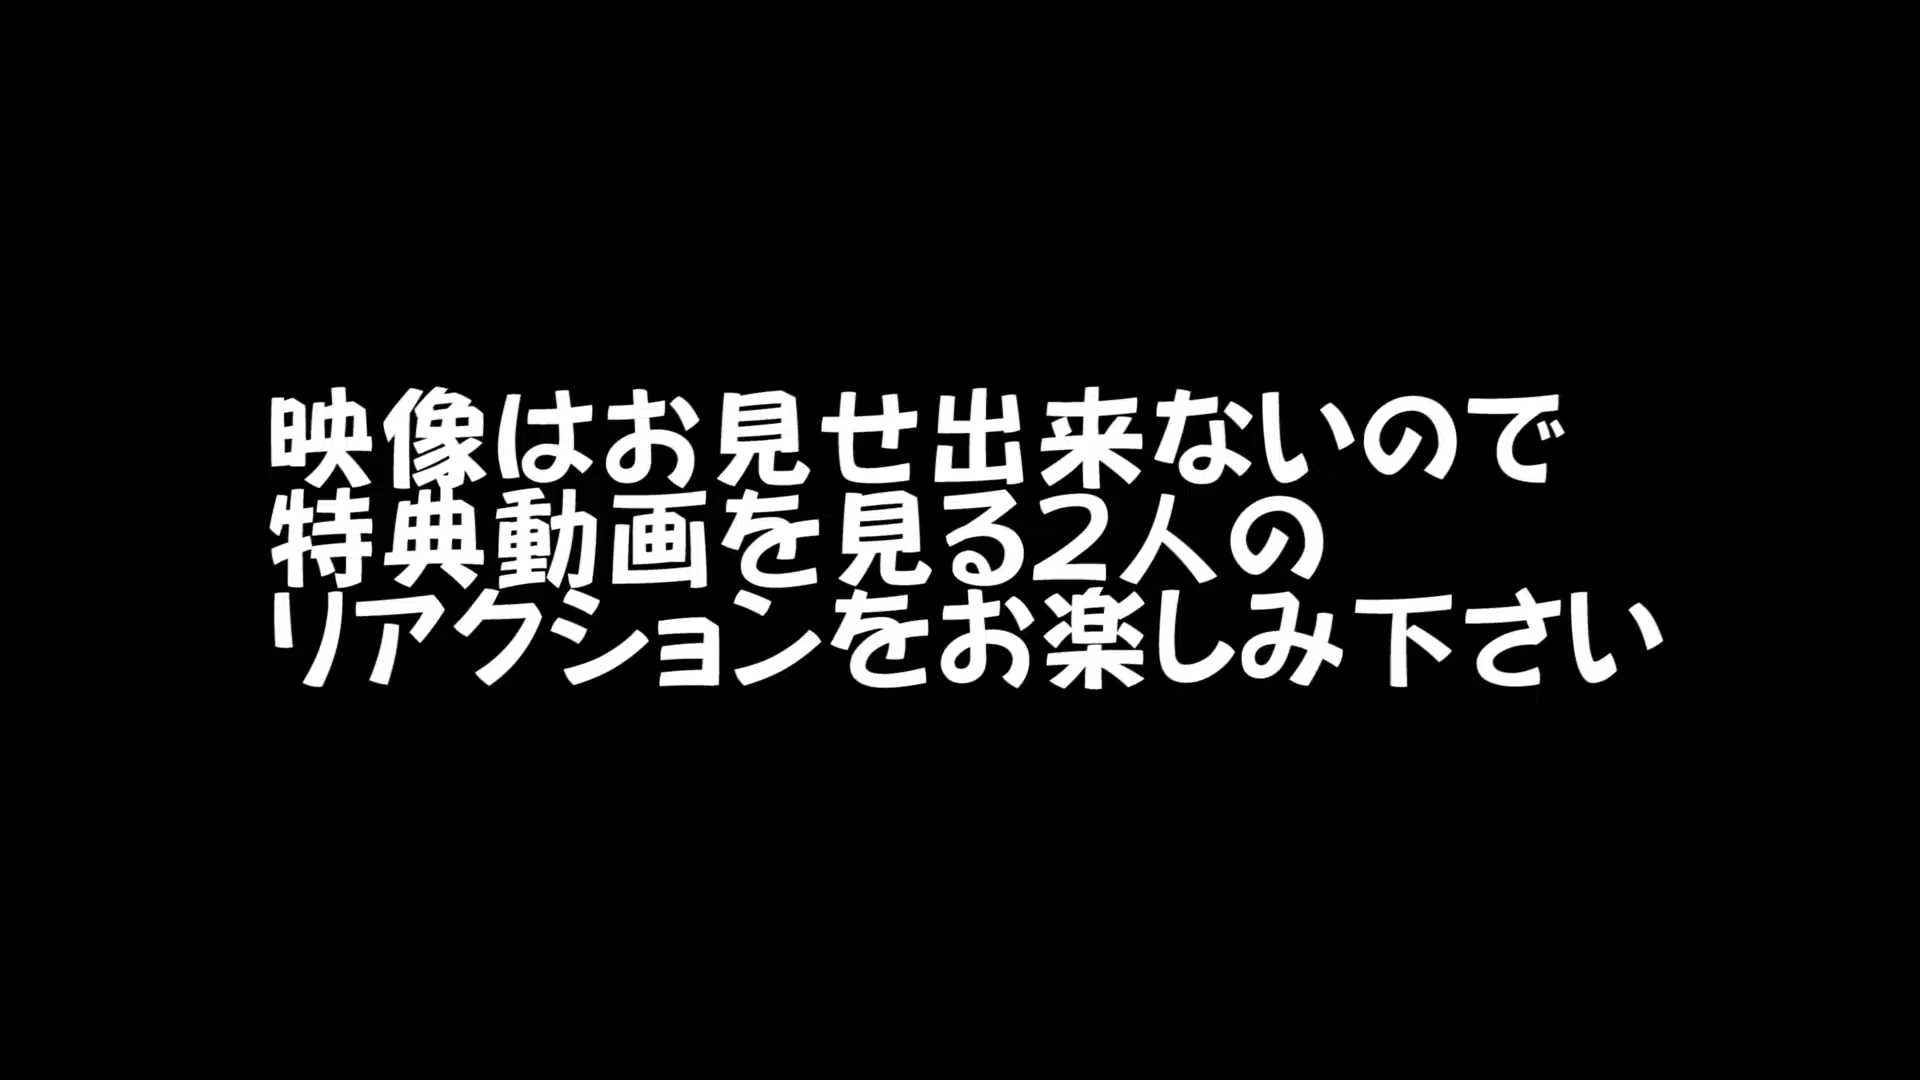 映像はお見せ出来ないので
特典動画を見る2人の
リアクションをお楽しみ下さい